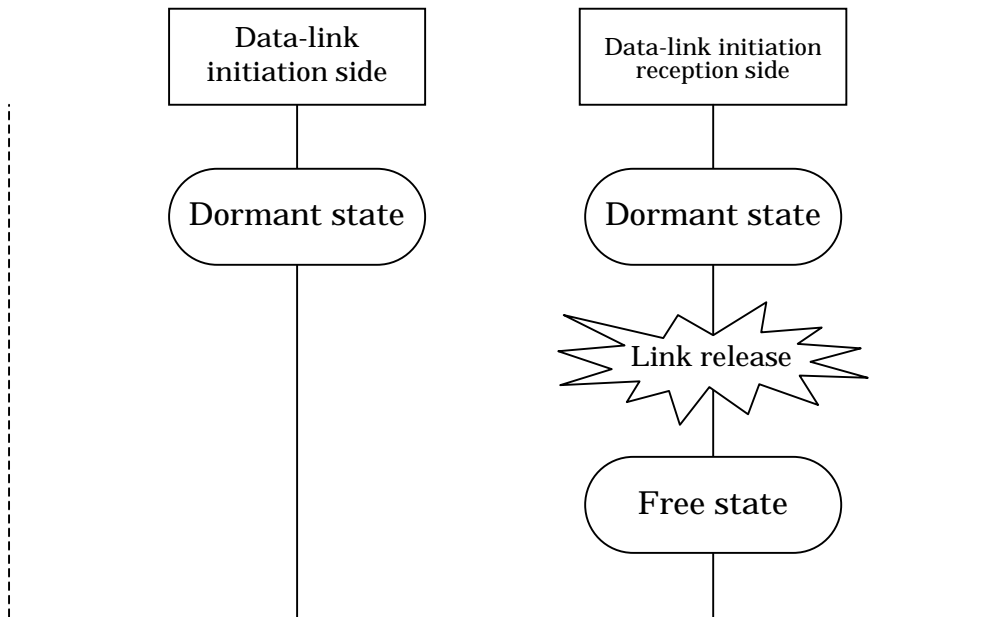 Data-link
initiation side
Data-link initiation
reception side
Dormant state
Dormant state
Link release
Free state